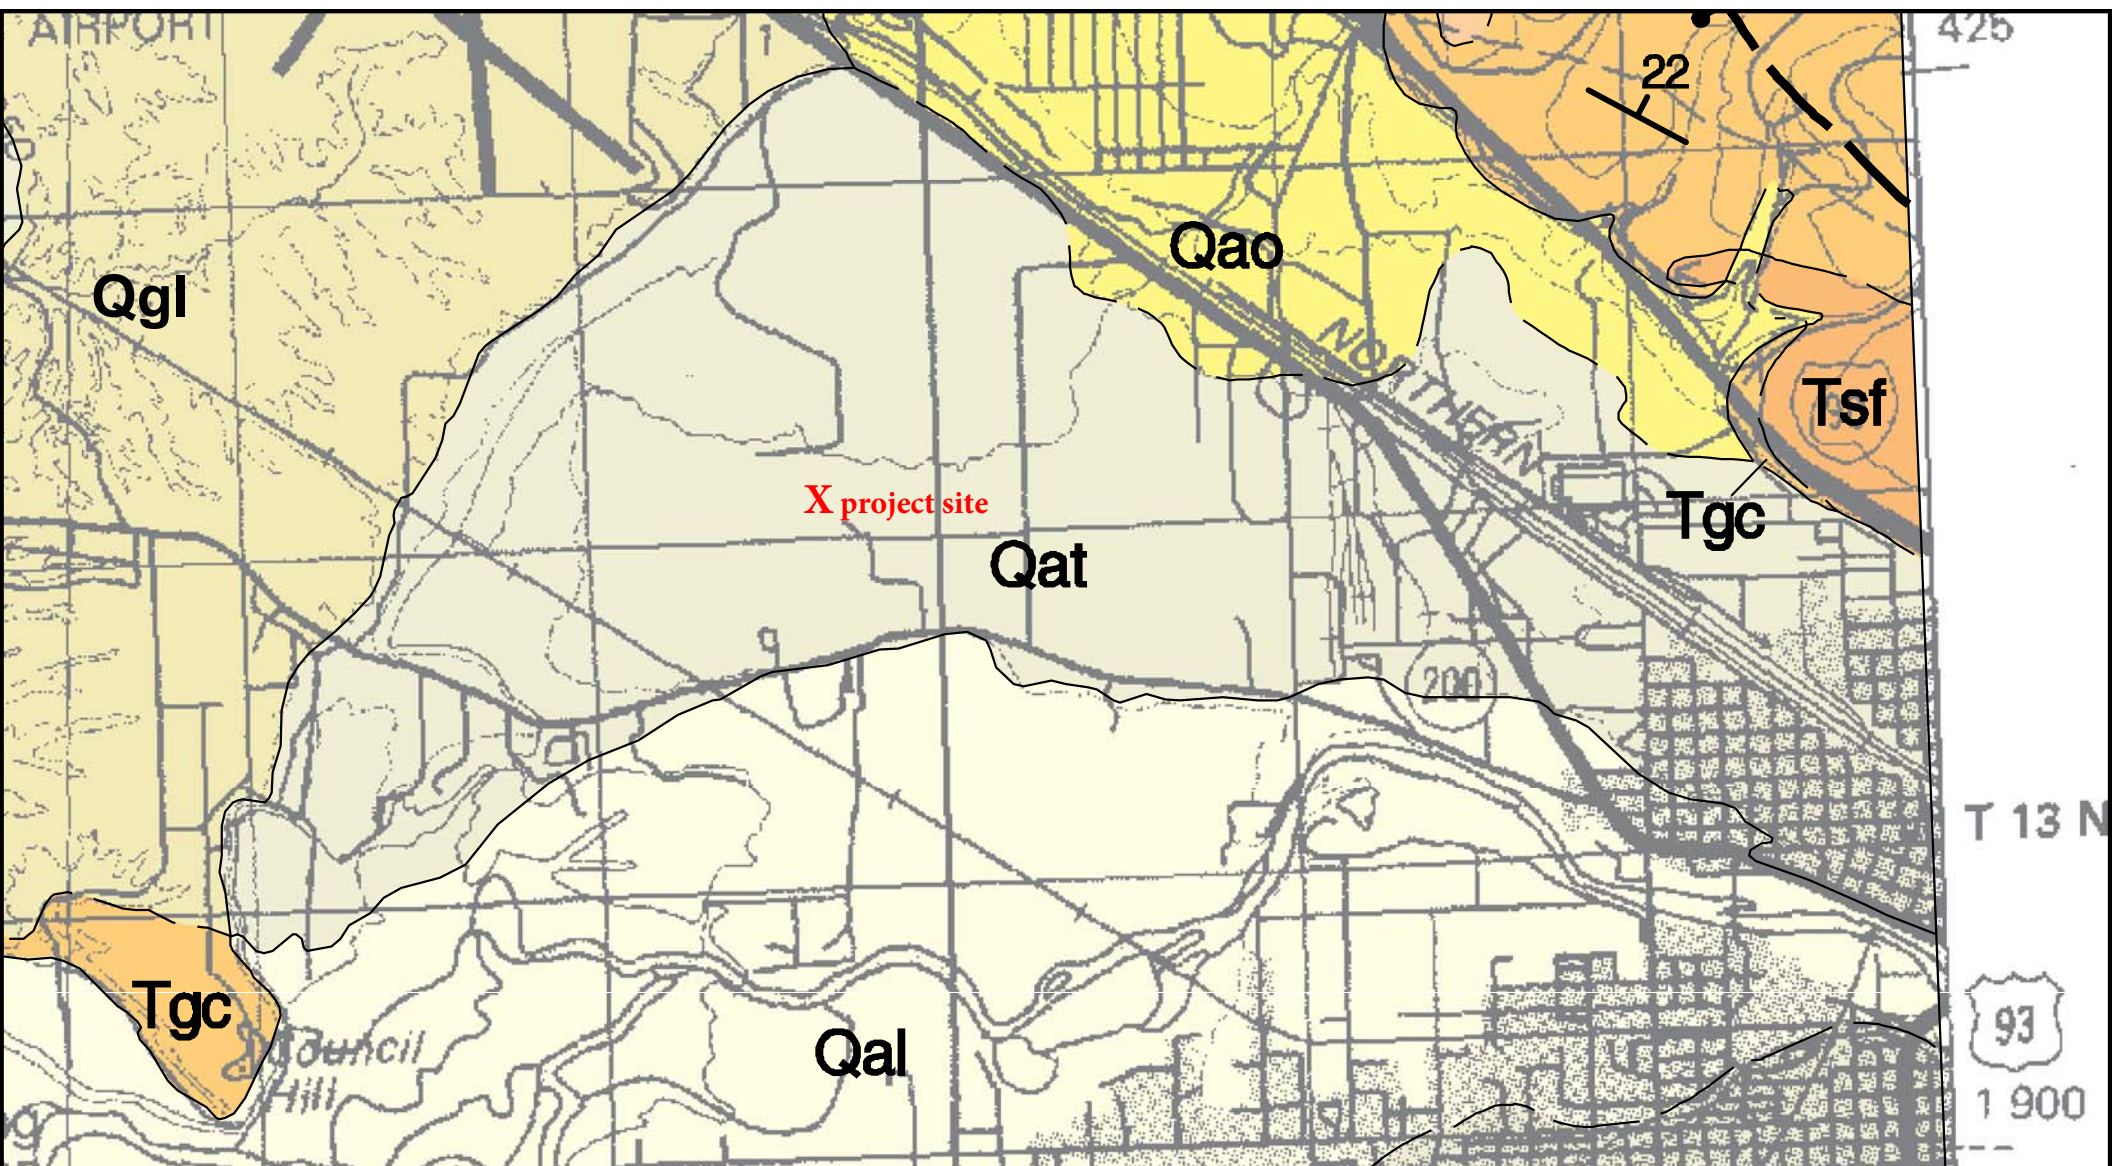 AIRPORT
425
22
Qgl
Qao
NORTHERN
Tsf
X project site
Tgc
Qat
200
T 13 N
Tgc
Council
Hill
Qal
93
1 900